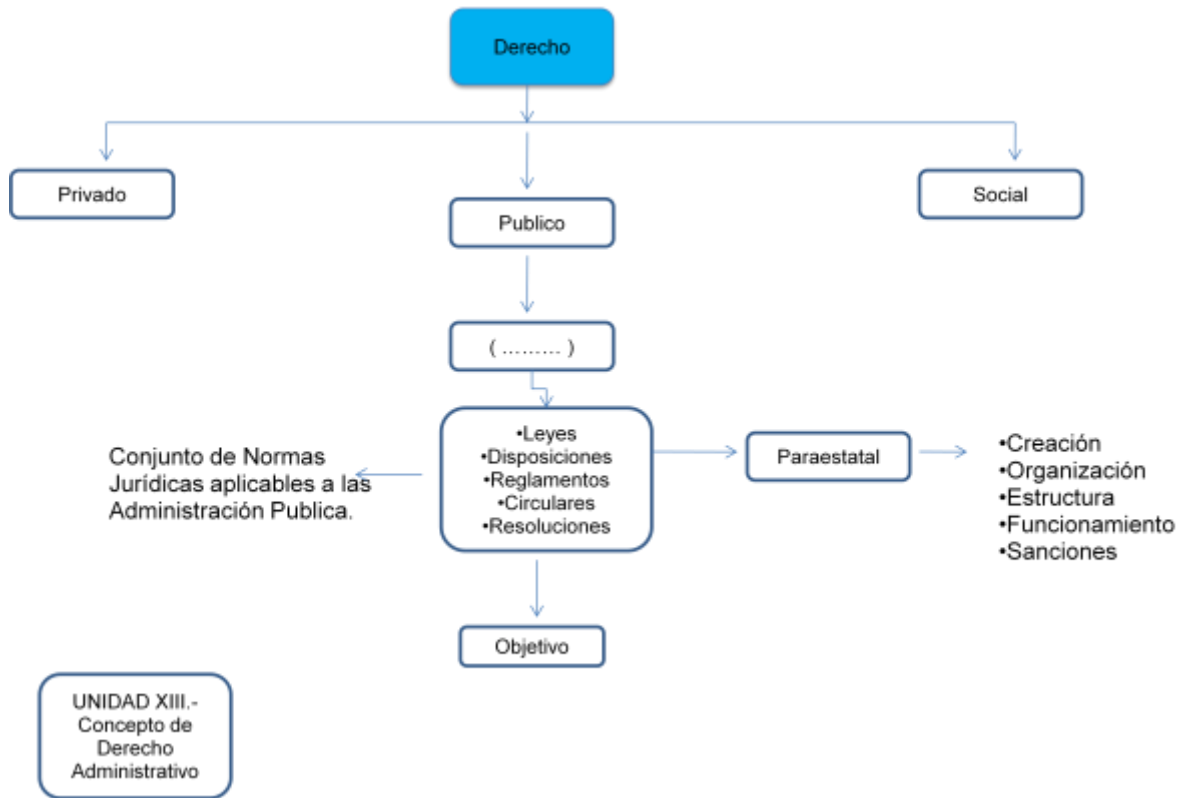 Derecho
Privado
Publico
Social
( ……… )
•Leyes
•Disposiciones
•Reglamentos
•Circulares
•Resoluciones
Conjunto de Normas
Jurídicas aplicables a las
Administración Publica.
Paraestatal
•Creación
•Organización
•Estructura
•Funcionamiento
•Sanciones
Objetivo
UNIDAD XIII.-
Concepto de
Derecho
Administrativo